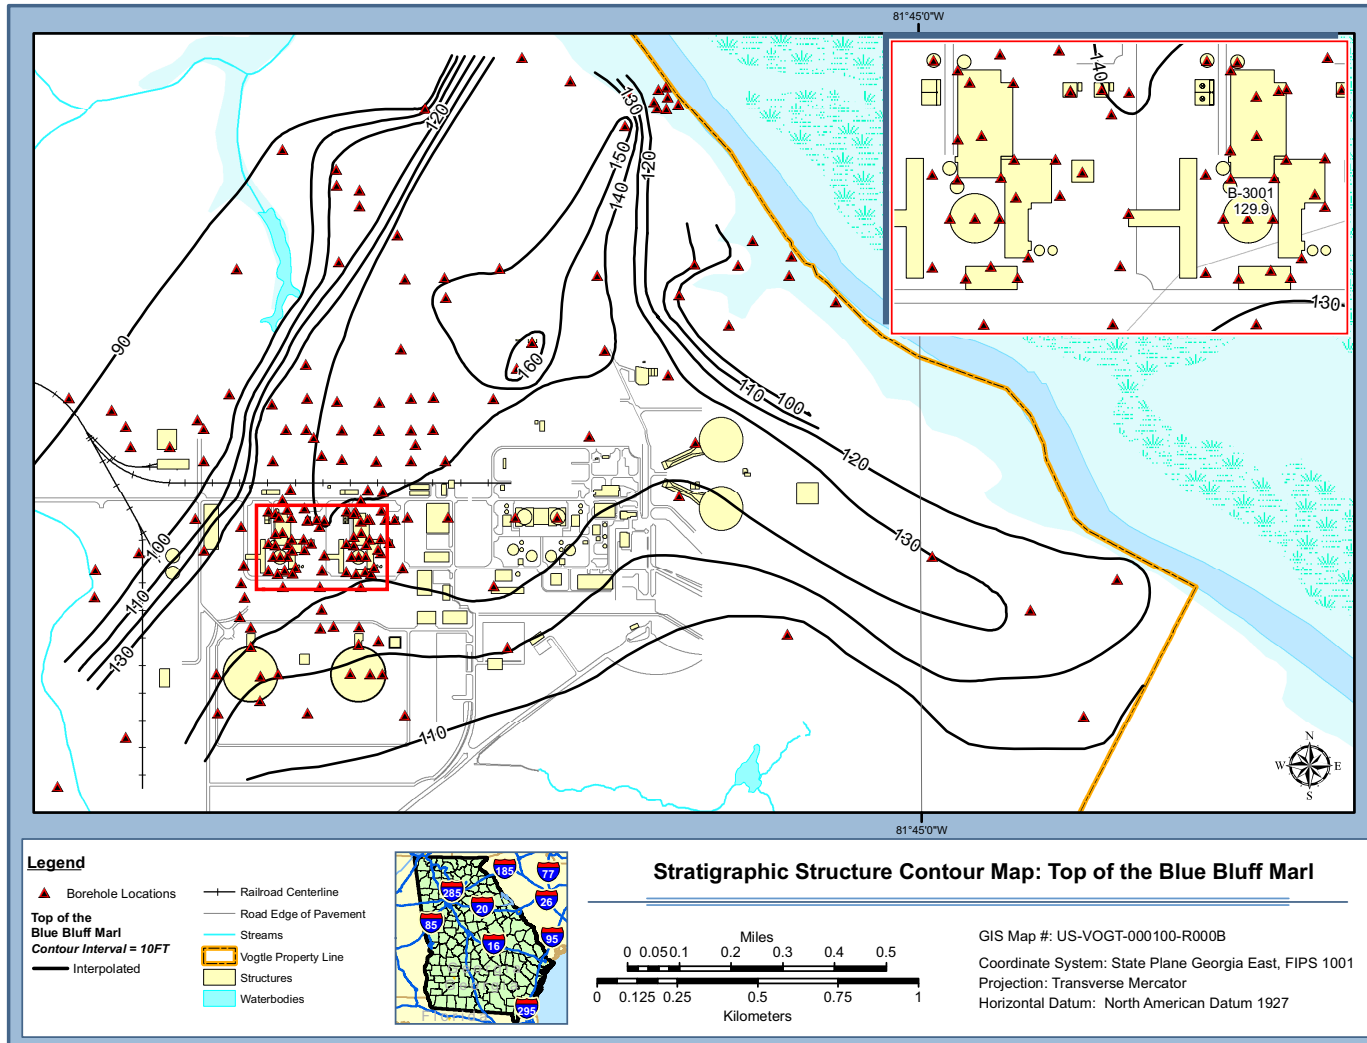 81°45'0"W
120
130
150
120
140
140
B-3001
129.9
130
90
160
110
100
120
130
100
110
130
110
81°45'0"W
N
W
E
S
Legend
Borehole Locations
Top of the
Blue Bluff Marl
Contour Interval = 10FT
Interpolated
Railroad Centerline
Road Edge of Pavement
Streams
Vogtle Property Line
Structures
Waterbodies
185
77
285
20
26
85
16
95
295
Stratigraphic Structure Contour Map: Top of the Blue Bluff Marl
Miles
0 0.05 0.1 0.2 0.3 0.4 0.5
0 0.125 0.25 0.5 0.75 1
Kilometers
GIS Map #: US-VOGT-000100-R000B
Coordinate System: State Plane Georgia East, FIPS 1001
Projection: Transverse Mercator
Horizontal Datum: North American Datum 1927